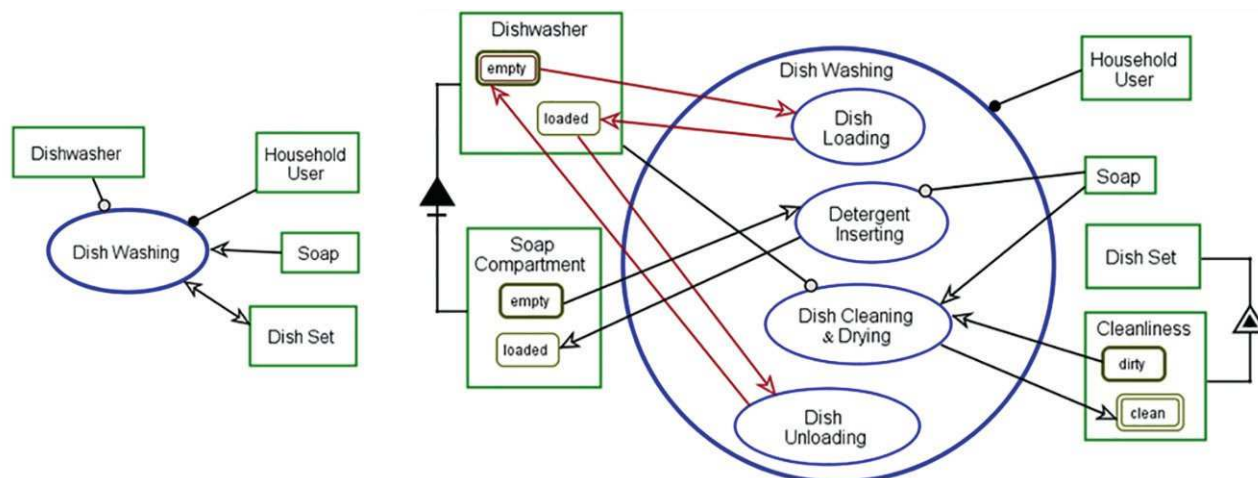 Dishwasher
Household
User
Dish Washing
Soap
Dish Set
Dishwasher
empty
loaded
Soap
Compartment
empty
loaded
Dish Washing
Dish
Loading
Detergent
Inserting
Dish Cleaning
& Drying
Dish
Unloading
Household
User
Soap
Dish Set
Cleanliness
dirty
clean